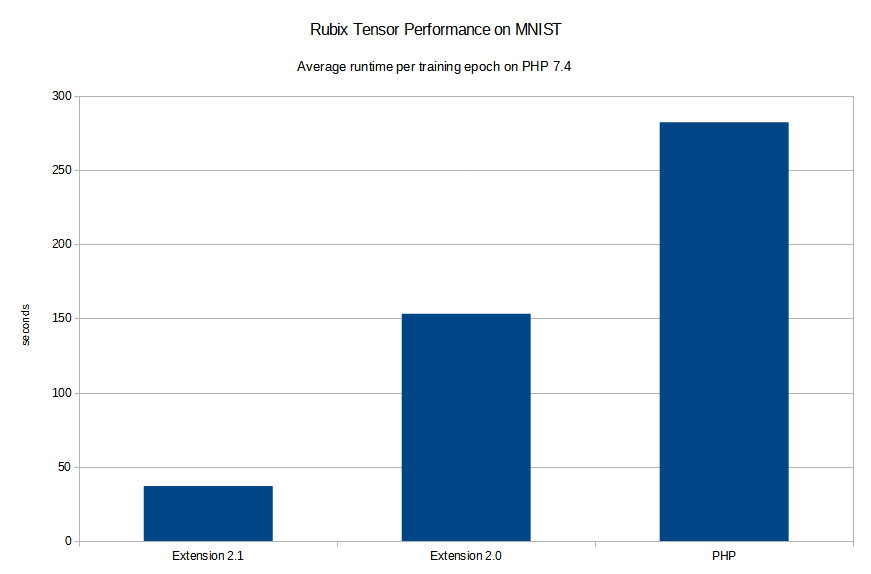 Rubix Tensor Performance on MNIST
Average runtime per training epoch on PHP 7.4
300
250
200
150
100
50
0
seconds
Extension 2.1 Extension 2.0 PHP